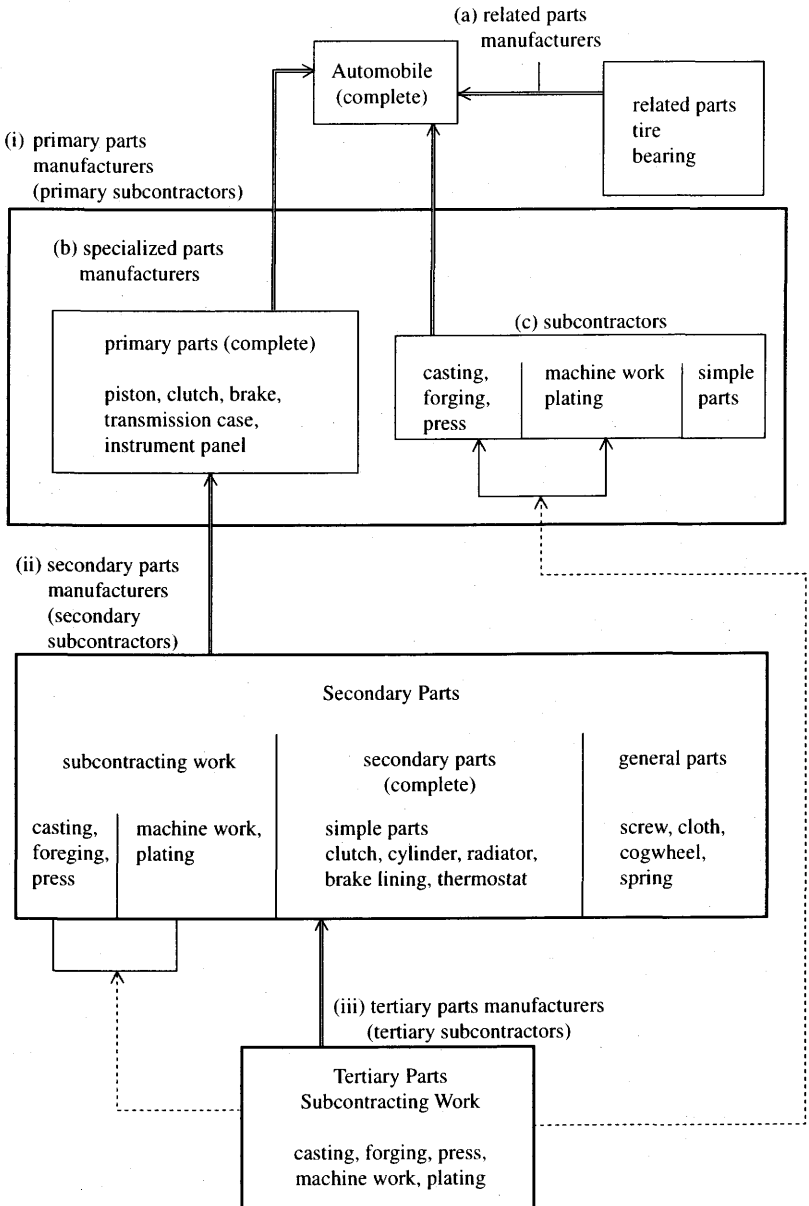 (a) related parts
manufacturers
Automobile
(complete)
related parts
tire
bearing
(i) primary parts
manufacturers
(primary subcontractors)
(b) specialized parts
manufacturers
primary parts (complete)
piston, clutch, brake,
transmission case,
instrument panel
(c) subcontractors
casting,
forging,
press
machine work
plating
simple
parts
(ii) secondary parts
manufacturers
(secondary
subcontractors)
Secondary Parts
subcontracting work
casting,
foreging,
press
machine work,
plating
secondary parts
(complete)
simple parts
clutch, cylinder, radiator,
brake lining, thermostat
general parts
screw, cloth,
cogwheel,
spring
(iii) tertiary parts manufacturers
(tertiary subcontractors)
Tertiary Parts
Subcontracting Work
casting, forging, press,
machine work, plating